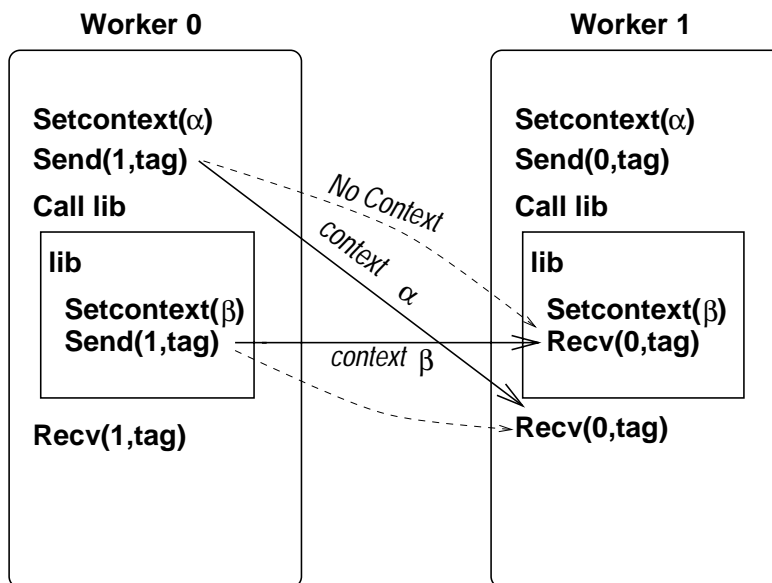 Worker 0
Setcontext(α)
Send(1,tag)
Call lib
lib
Setcontext(β)
Send(1,tag)
Recv(1,tag)
No Context
context α
context β
Worker 1
Setcontext(α)
Send(0,tag)
Call lib
lib
Setcontext(β)
Recv(0,tag)
Recv(0,tag)